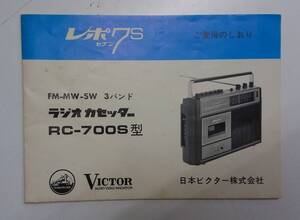 レポ7S
セブン
ご愛用のしおり
FM-MW-SW 3バンド
ラジオカセッター
RC-700S型
VICTOR
日本ビクター株式会社